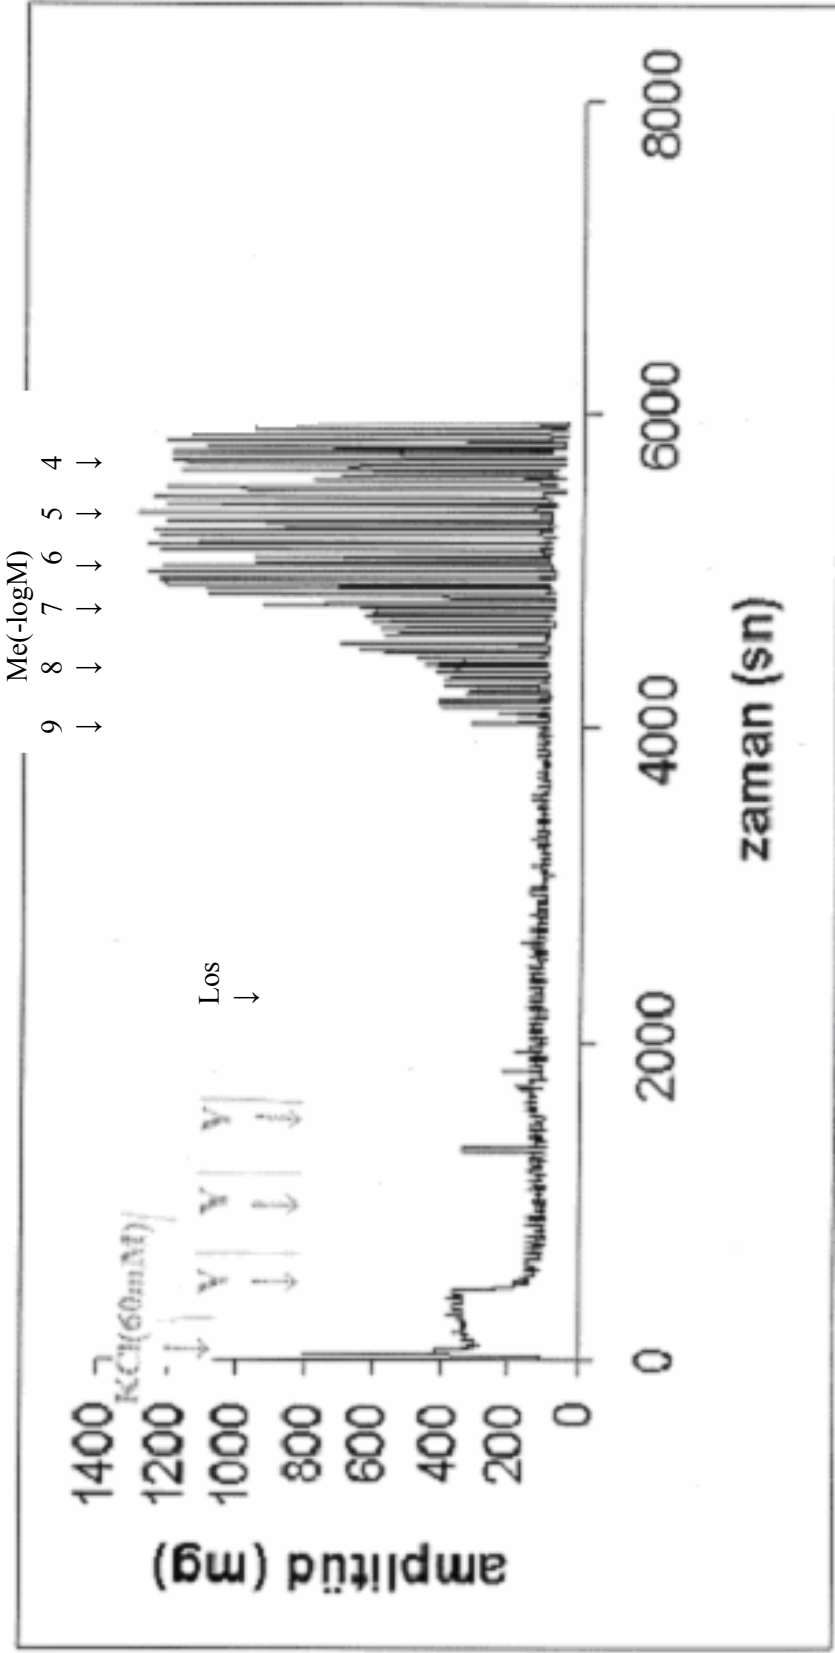 Me(-logM)
9 8 7 6 5 4
↓ ↓ ↓ ↓ ↓ ↓
Los
↓
KCl(60mM)
↓
Y Y Y
↓ ↓ ↓
amplitüd (mg)
1400
1200
1000
800
600
400
200
0
0 2000 4000 6000 8000
zaman (sn)